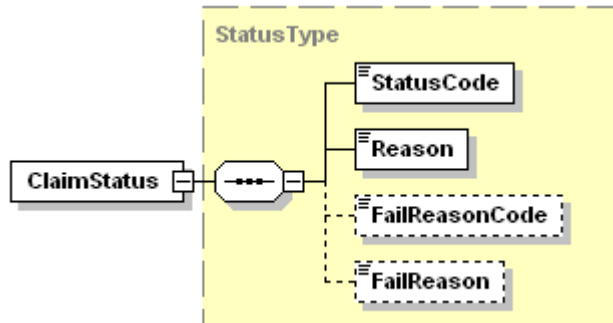 StatusType
StatusCode
Reason
ClaimStatus
FailReasonCode
FailReason